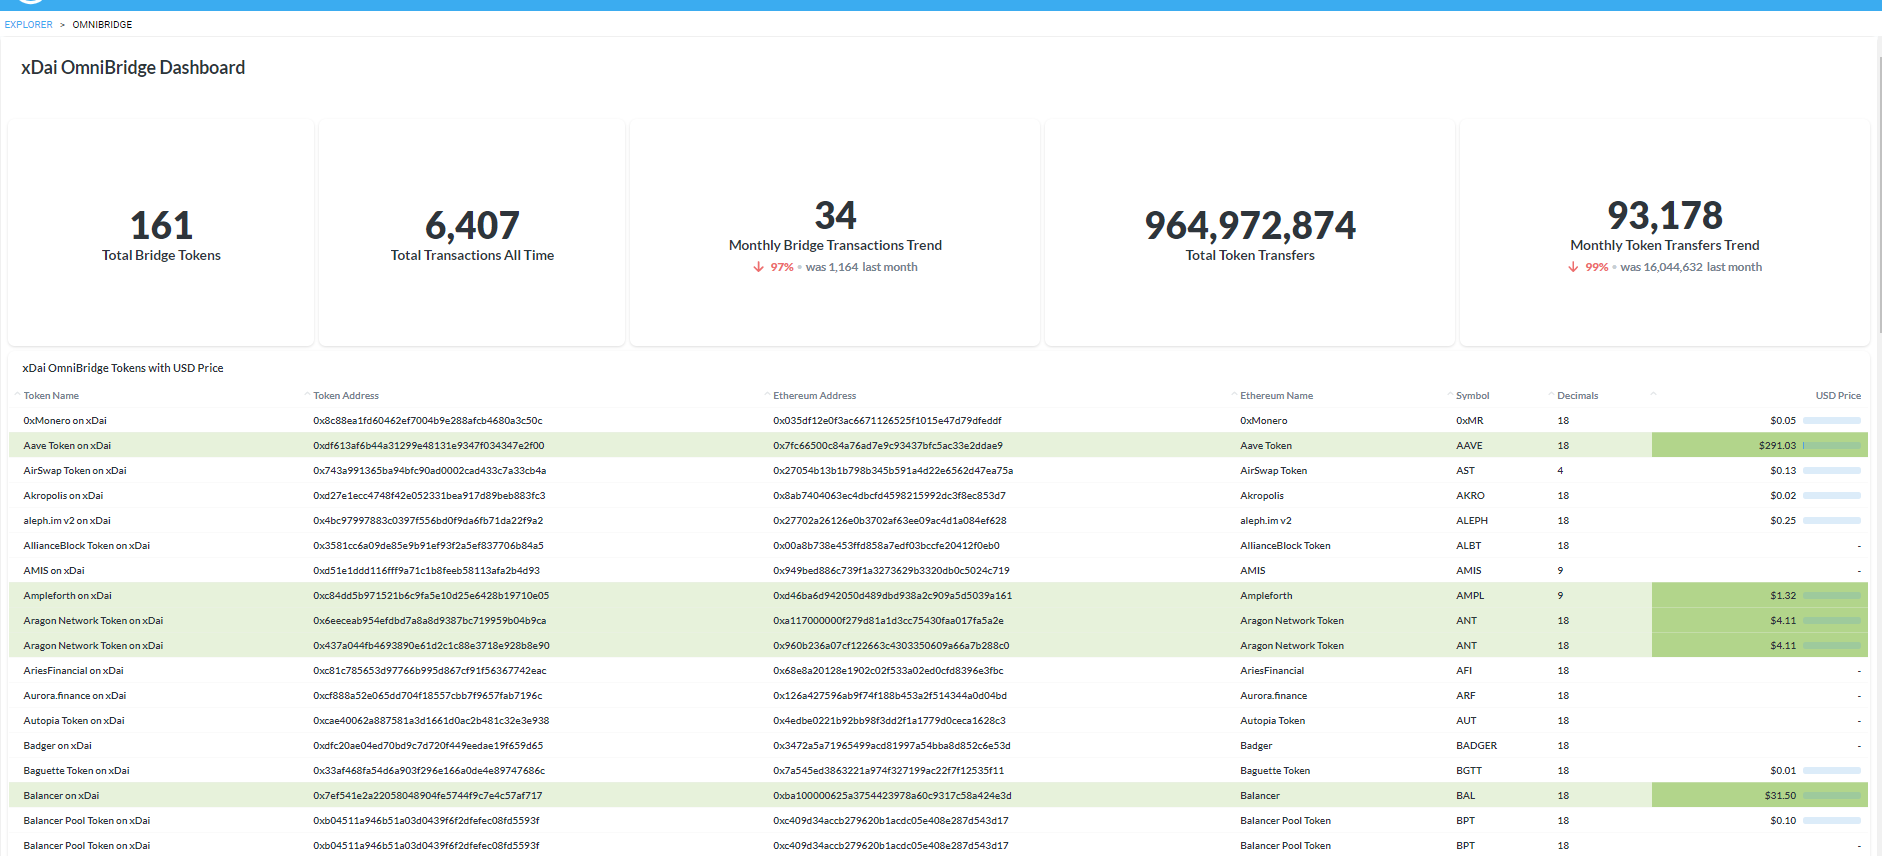 EXPLORER > OMNIBRIDGE
xDai OmniBridge Dashboard
161
Total Bridge Tokens
6,407
Total Transactions All Time
34
Monthly Bridge Transactions Trend
97% • was 1,164 last month
964,972,874
Total Token Transfers
93,178
Monthly Token Transfers Trend
99% • was 16,044,632 last month
xDai OmniBridge Tokens with USD Price
Token Name Token Address Ethereum Address Ethereum Name Symbol Decimals USD Price
0xMonero on xDai 0x8c88ea1fd60462ef7004b9e288afcb4680a3c50c 0x035df12e0f3ac6671126525f1015e47d79dfeddf 0xMonero 0xMR 18 $0.05
Aave Token on xDai 0xdf613af6b44a31299e48131e9347f034347e2f00 0x7fc66500c84a76ad7e9c93437bfc5ac33e2ddae9 Aave Token AAVE 18 $291.03
AirSwap Token on xDai 0x743a991365ba94bfc90ad0002cad433c7a33cb4a 0x27054b13b1b798b345b591a4d22e6562d47ea75a AirSwap Token AST 4 $0.13
Akropolis on xDai 0xd27e1ecc4748f42e052331bea917d89beb883fc3 0x8ab7404063ec4dbcfd4598215992dc3f8ec853d7 Akropolis AKRO 18 $0.02
aleph.im v2 on xDai 0x4bc97997883c0397f556bd0f9da6fb71da22f9a2 0x27702a26126e0b3702af63ee09ac4d1a084ef628 aleph.im v2 ALEPH 18 $0.25
AllianceBlock Token on xDai 0x3581cc6a09de85e9b91ef93f2a5ef837706b84a5 0x00a8b738e453ffd858a7edf03bccfe20412f0eb0 AllianceBlock Token ALBT 18 -
AMIS on xDai 0xd51e1ddd116fff9a71c1b8feeb58113afa2b4d93 0x949bed886c739f1a3273629b3320db0c5024c719 AMIS AMIS 9 -
Ampleforth on xDai 0xc84dd5b971521b6c9fa5e10d25e6428b19710e05 0xd46ba6d942050d489dbd938a2c909a5d5039a161 Ampleforth AMPL 9 $1.32
Aragon Network Token on xDai 0x6eeceab954efdbd7a8a8d9387bc719959b04b9ca 0xa117000000f279d81a1d3cc75430faa017fa5a2e Aragon Network Token ANT 18 $4.11
Aragon Network Token on xDai 0x437a044fb4693890e61d2c1c88e3718e928b8e90 0x960b236a07cf122663c4303350609a66a7b288c0 Aragon Network Token ANT 18 $4.11
AriesFinancial on xDai 0xc81c785653d97766b995d867cf91f56367742eac 0x68e8a20128e1902c02f533a02ed0cfd8396e3fbc AriesFinancial AFI 18 -
Aurora.finance on xDai 0xcf888a52e065dd704f18557cbb7f9657fab7196c 0x126a427596ab9f74f188b453a2f514344a0d04bd Aurora.finance ARF 18 -
Autopia Token on xDai 0xcae40062a887581a3d1661d0ac2b481c32e3e938 0x4edbe0221b92bb98f3dd2f1a1779d0ceca1628c3 Autopia Token AUT 18 -
Badger on xDai 0xdfc20ae04ed70bd9c7d720f449eedae19f659d65 0x3472a5a71965499acd81997a54bba8d852c6e53d Badger BADGER 18 -
Baguette Token on xDai 0x33af468fa54d6a903f296e166a0de4e89747686c 0x7a545ed3863221a974f327199ac22f7f12535f11 Baguette Token BGTT 18 $0.01
Balancer on xDai 0x7ef541e2a22058048904fe5744f9c7e4c57af717 0xba100000625a3754423978a60c9317c58a424e3d Balancer BAL 18 $31.50
Balancer Pool Token on xDai 0xb04511a946b51a03d0439f6f2dfefec08fd5593f 0xc409d34accb279620b1acdc05e408e287d543d17 Balancer Pool Token BPT 18 $0.10
Balancer Pool Token on xDai 0xb04511a946b51a03d0439f6f2dfefec08fd5593f 0xc409d34accb279620b1acdc05e408e287d543d17 Balancer Pool Token BPT 18 -